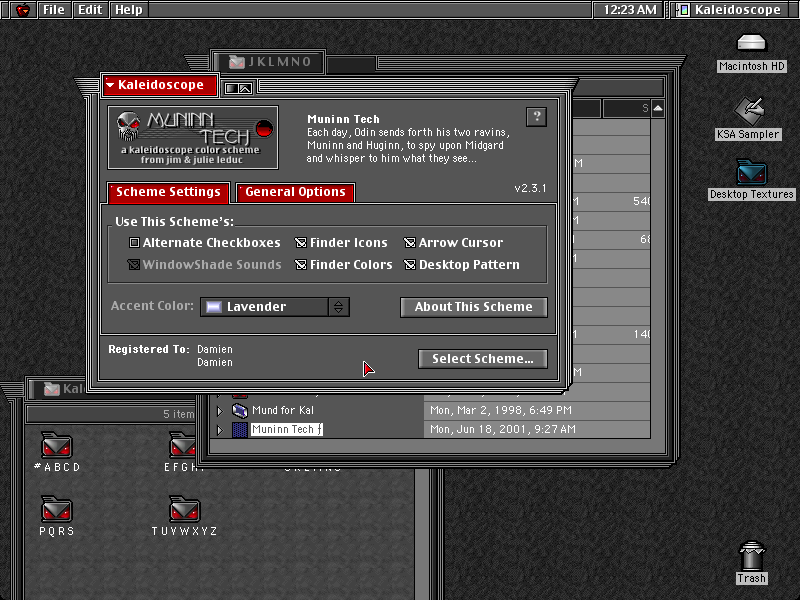 File Edit Help
12:23 AM
Kaleidoscope
JKLMNO
Kaleidoscope
MUNINN TECH
a kaleidoscope color scheme
from jim & julie leduc
Muninn Tech
Each day, Odin sends forth his two ravins,
Muninn and Huginn, to spy upon Midgard
and whisper to him what they see...
?
v2.3.1
Scheme Settings
General Options
Use This Scheme's:
Alternate Checkboxes
Finder Icons
Arrow Cursor
WindowShade Sounds
Finder Colors
Desktop Pattern
Accent Color:
Lavender
About This Scheme
Registered To: Damien
Damien
Select Scheme...
S
M
M
540
M
68
M
140
M
Mund for Kal
Mon, Mar 2, 1998, 6:49 PM
Muninn Tech ƒ
Mon, Jun 18, 2001, 9:27 AM
Kal
5 item
#ABCD
EFGH
PQRS
TUVWXYZ
Macintosh HD
KSA Sampler
Desktop Textures
Trash